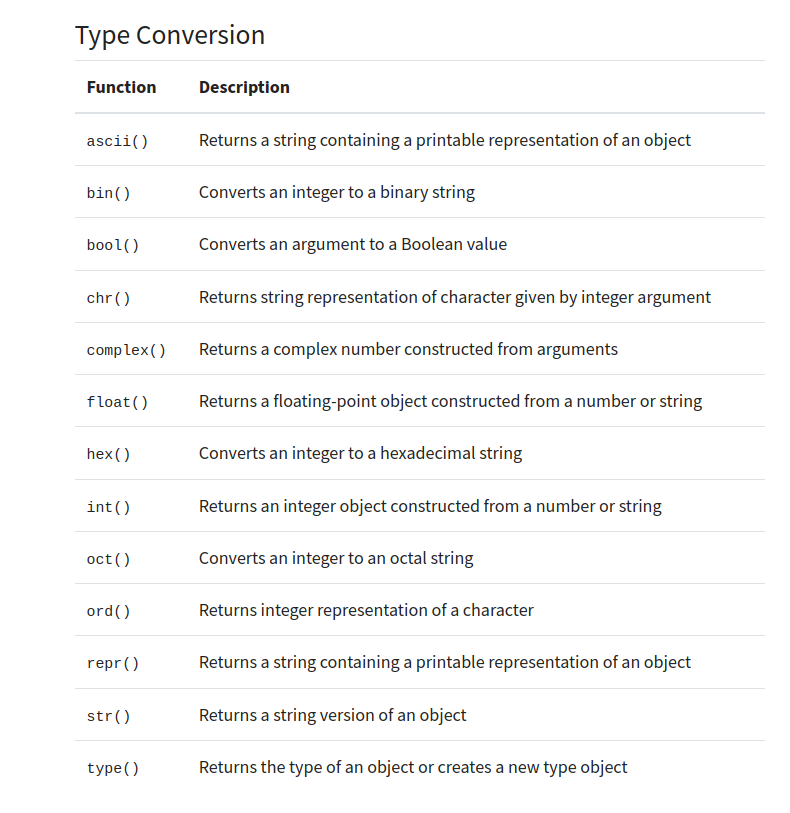 Type Conversion
Function Description
ascii() Returns a string containing a printable representation of an object
bin() Converts an integer to a binary string
bool() Converts an argument to a Boolean value
chr() Returns string representation of character given by integer argument
complex() Returns a complex number constructed from arguments
float() Returns a floating-point object constructed from a number or string
hex() Converts an integer to a hexadecimal string
int() Returns an integer object constructed from a number or string
oct() Converts an integer to an octal string
ord() Returns integer representation of a character
repr() Returns a string containing a printable representation of an object
str() Returns a string version of an object
type() Returns the type of an object or creates a new type object